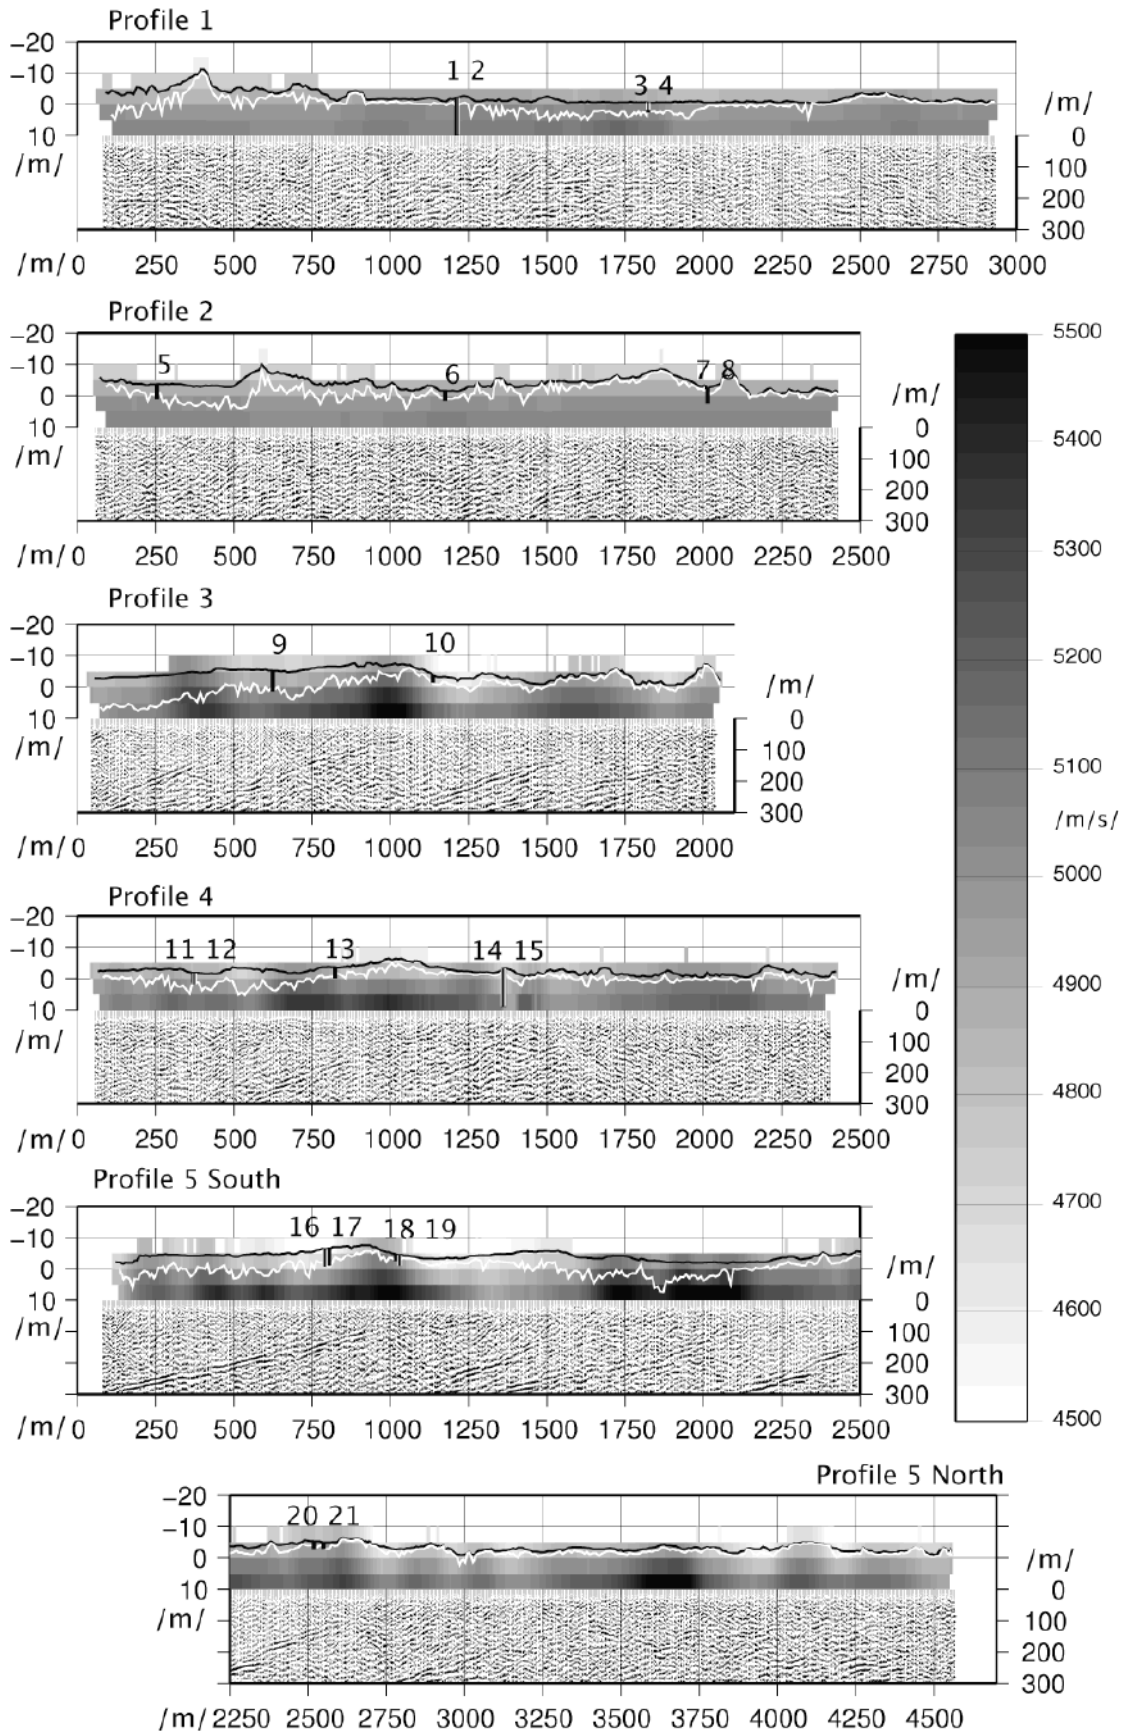 Profile 1
−20
−10
1 2
3 4
0
/m/
10
0
/m/
100
200
300
/m/ 0 250 500 750 1000 1250 1500 1750 2000 2250 2500 2750 3000
Profile 2
−20
−10
5
6
7 8
0
/m/
10
0
/m/
100
200
300
/m/ 0 250 500 750 1000 1250 1500 1750 2000 2250 2500
Profile 3
−20
9
10
−10
0
/m/
10
0
/m/
100
200
300
/m/ 0 250 500 750 1000 1250 1500 1750 2000
Profile 4
−20
−10
11 12
13
14 15
0
/m/
10
0
/m/
100
200
300
/m/ 0 250 500 750 1000 1250 1500 1750 2000 2250 2500
Profile 5 South
−20
16 17
18 19
−10
0
/m/
10
0
/m/
100
200
300
/m/ 0 250 500 750 1000 1250 1500 1750 2000 2250 2500
5500
5400
5300
5200
5100
/m/s/
5000
4900
4800
4700
4600
4500
Profile 5 North
−20
20 21
−10
0
/m/
10
0
/m/
100
200
300
/m/ 2250 2500 2750 3000 3250 3500 3750 4000 4250 4500